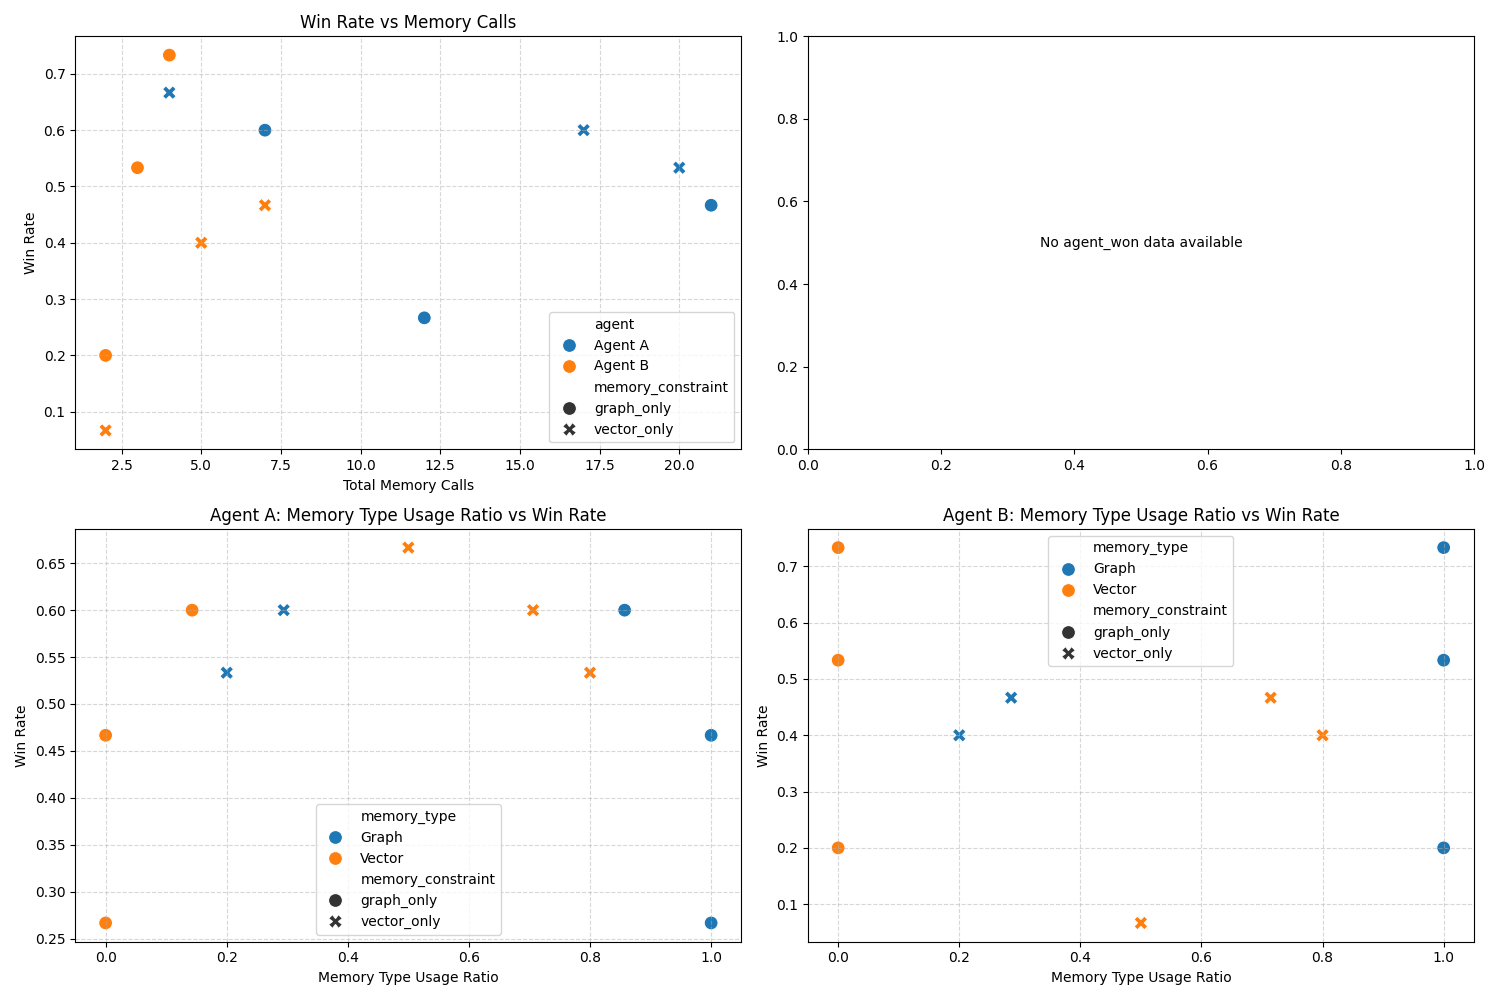 Win Rate vs Memory Calls
Win Rate
0.7
0.6
0.5
0.4
0.3
0.2
0.1
agent
Agent A
Agent B
memory_constraint
graph_only
vector_only
2.5 5.0 7.5 10.0 12.5 15.0 17.5 20.0
Total Memory Calls
1.0
0.8
0.6
0.4
0.2
0.0
No agent_won data available
0.0 0.2 0.4 0.6 0.8 1.0
Agent A: Memory Type Usage Ratio vs Win Rate
Win Rate
0.65
0.60
0.55
0.50
0.45
0.40
0.35
0.30
0.25
memory_type
Graph
Vector
memory_constraint
graph_only
vector_only
0.0 0.2 0.4 0.6 0.8 1.0
Memory Type Usage Ratio
Agent B: Memory Type Usage Ratio vs Win Rate
Win Rate
0.7
0.6
0.5
0.4
0.3
0.2
0.1
memory_type
Graph
Vector
memory_constraint
graph_only
vector_only
0.0 0.2 0.4 0.6 0.8 1.0
Memory Type Usage Ratio